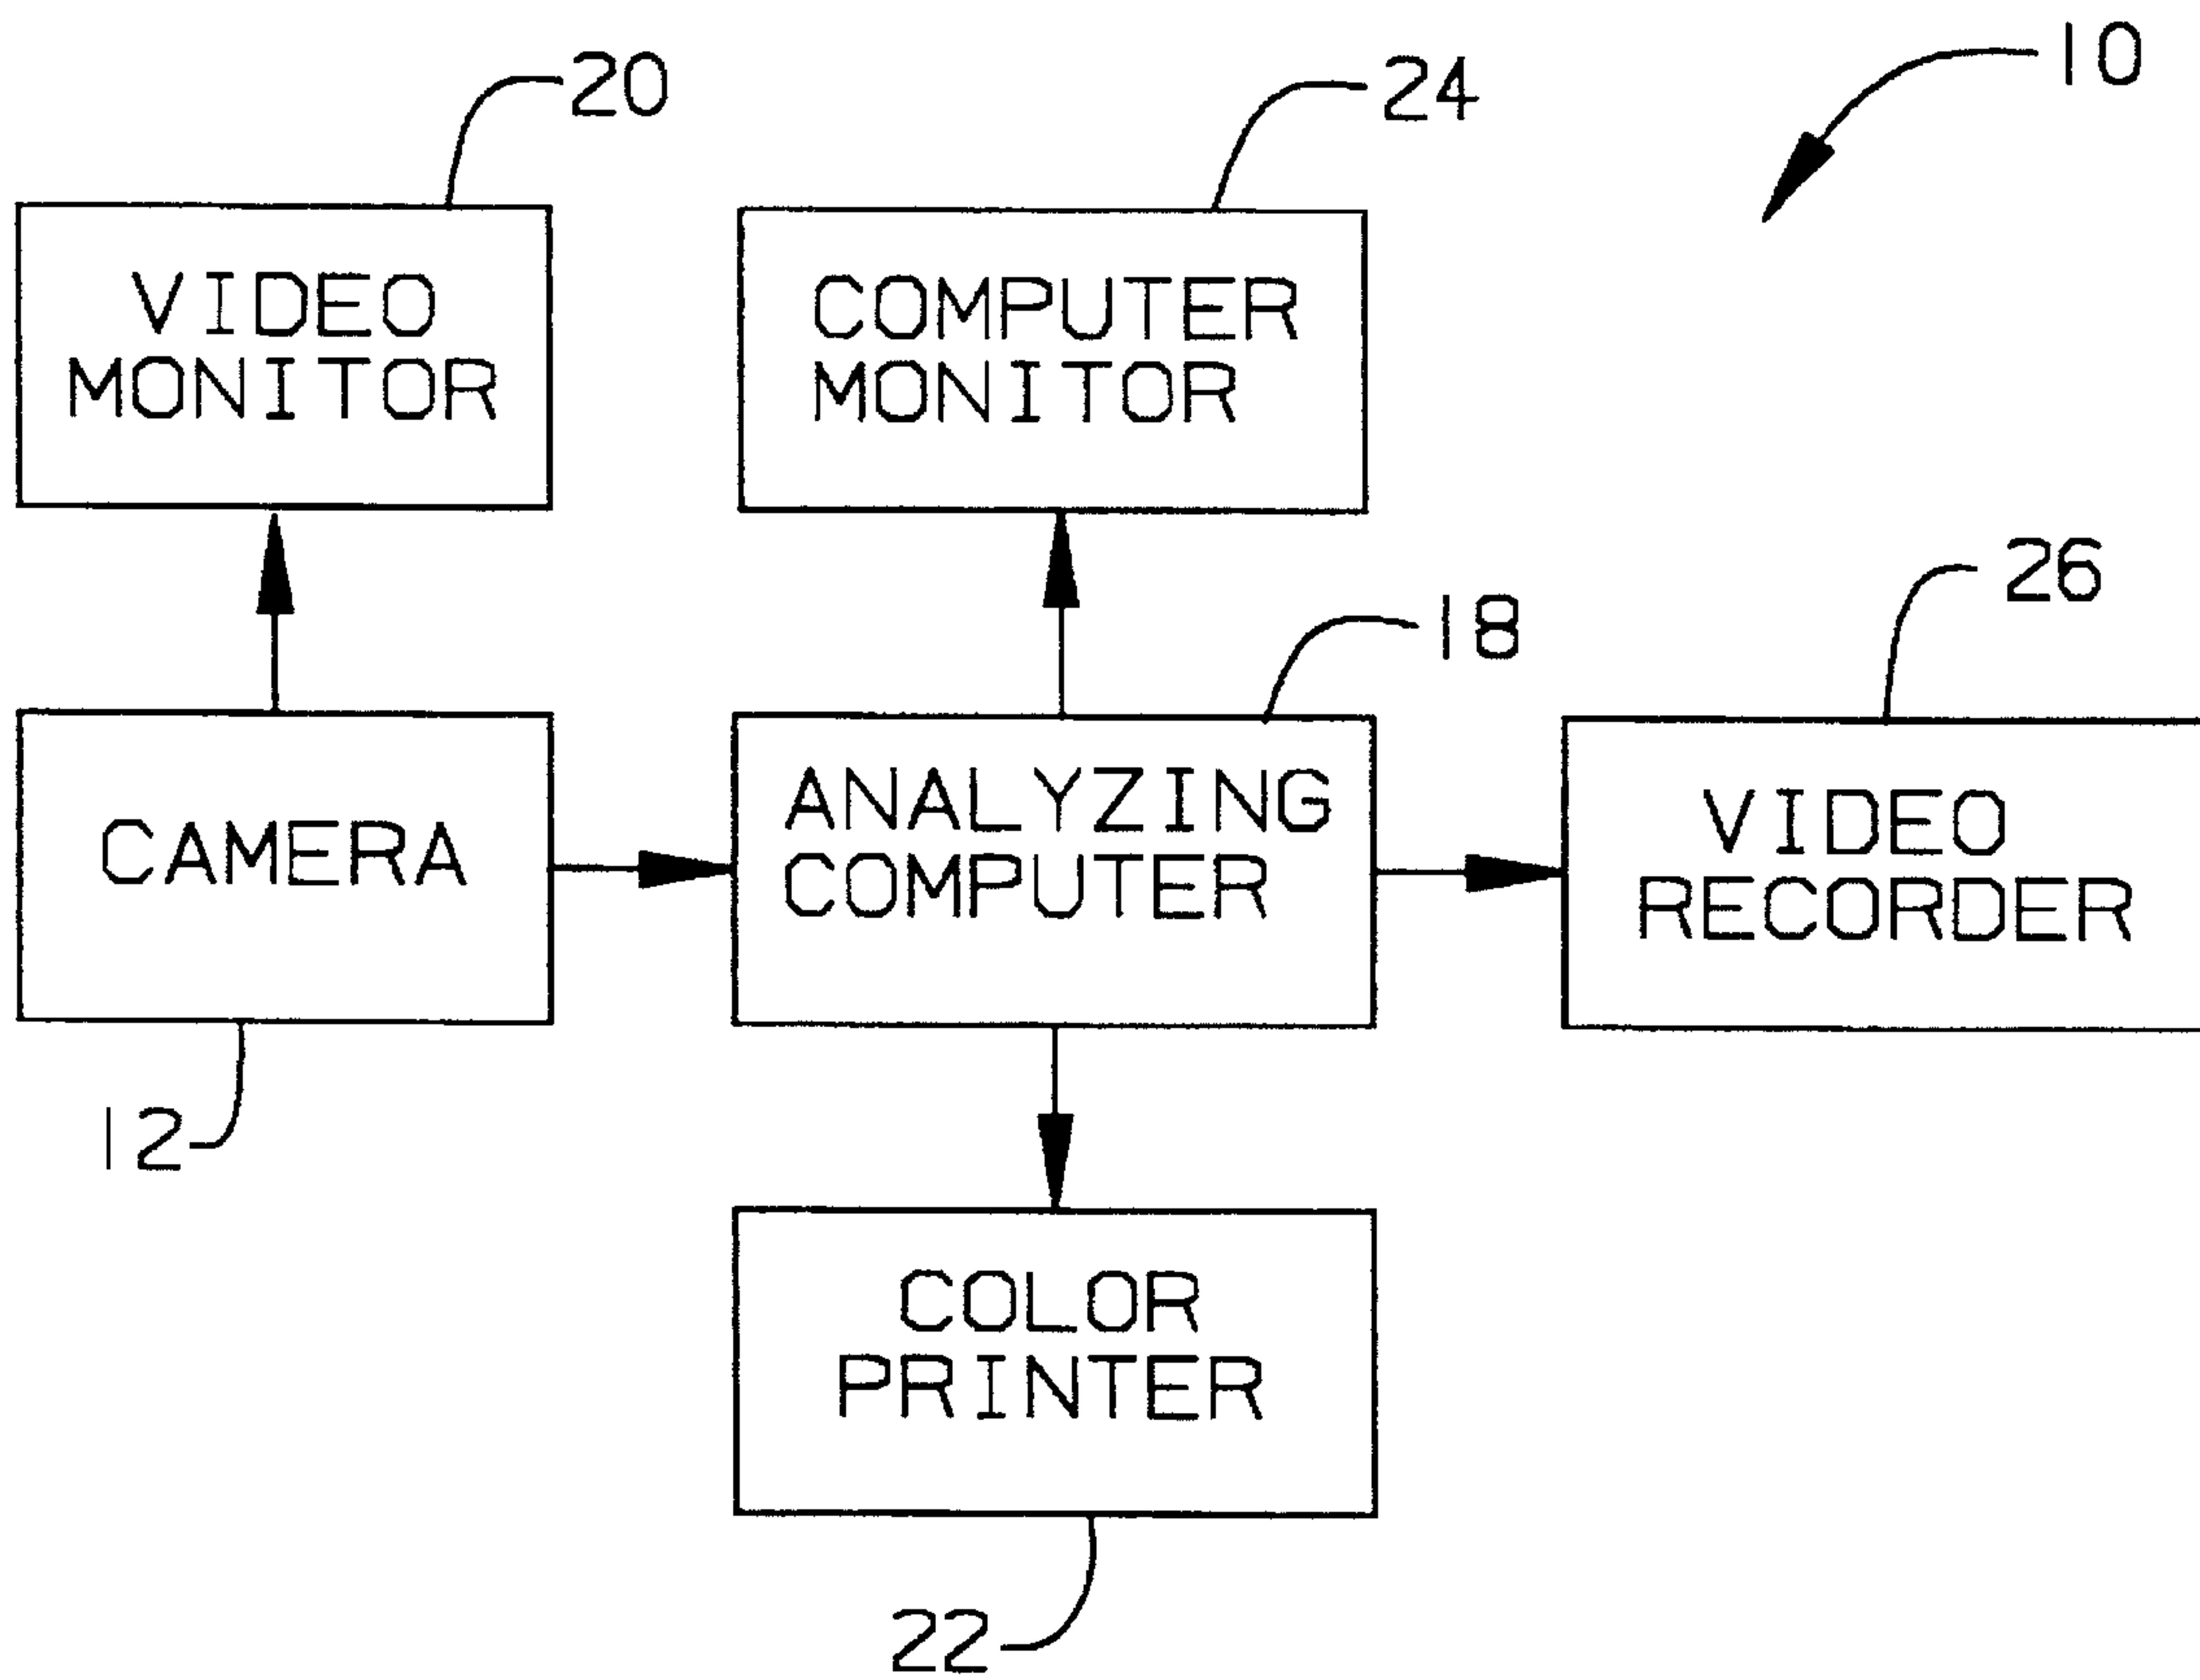 10
20
24
VIDEO
MONITOR
COMPUTER
MONITOR
26
18
CAMERA
ANALYZING
COMPUTER
VIDEO
RECORDER
12
COLOR
PRINTER
22